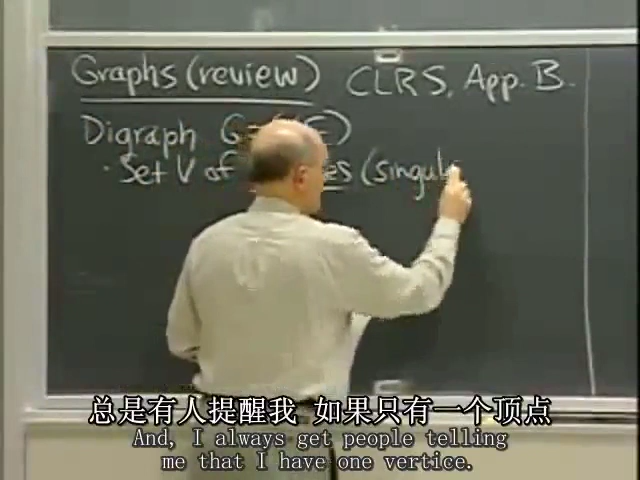 Graphs (review) CLRS, App. B.
Digraph G
· Set V of es (singul
总是有人提醒我 如果只有一个顶点
And, I always get people telling
me that I have one vertice.